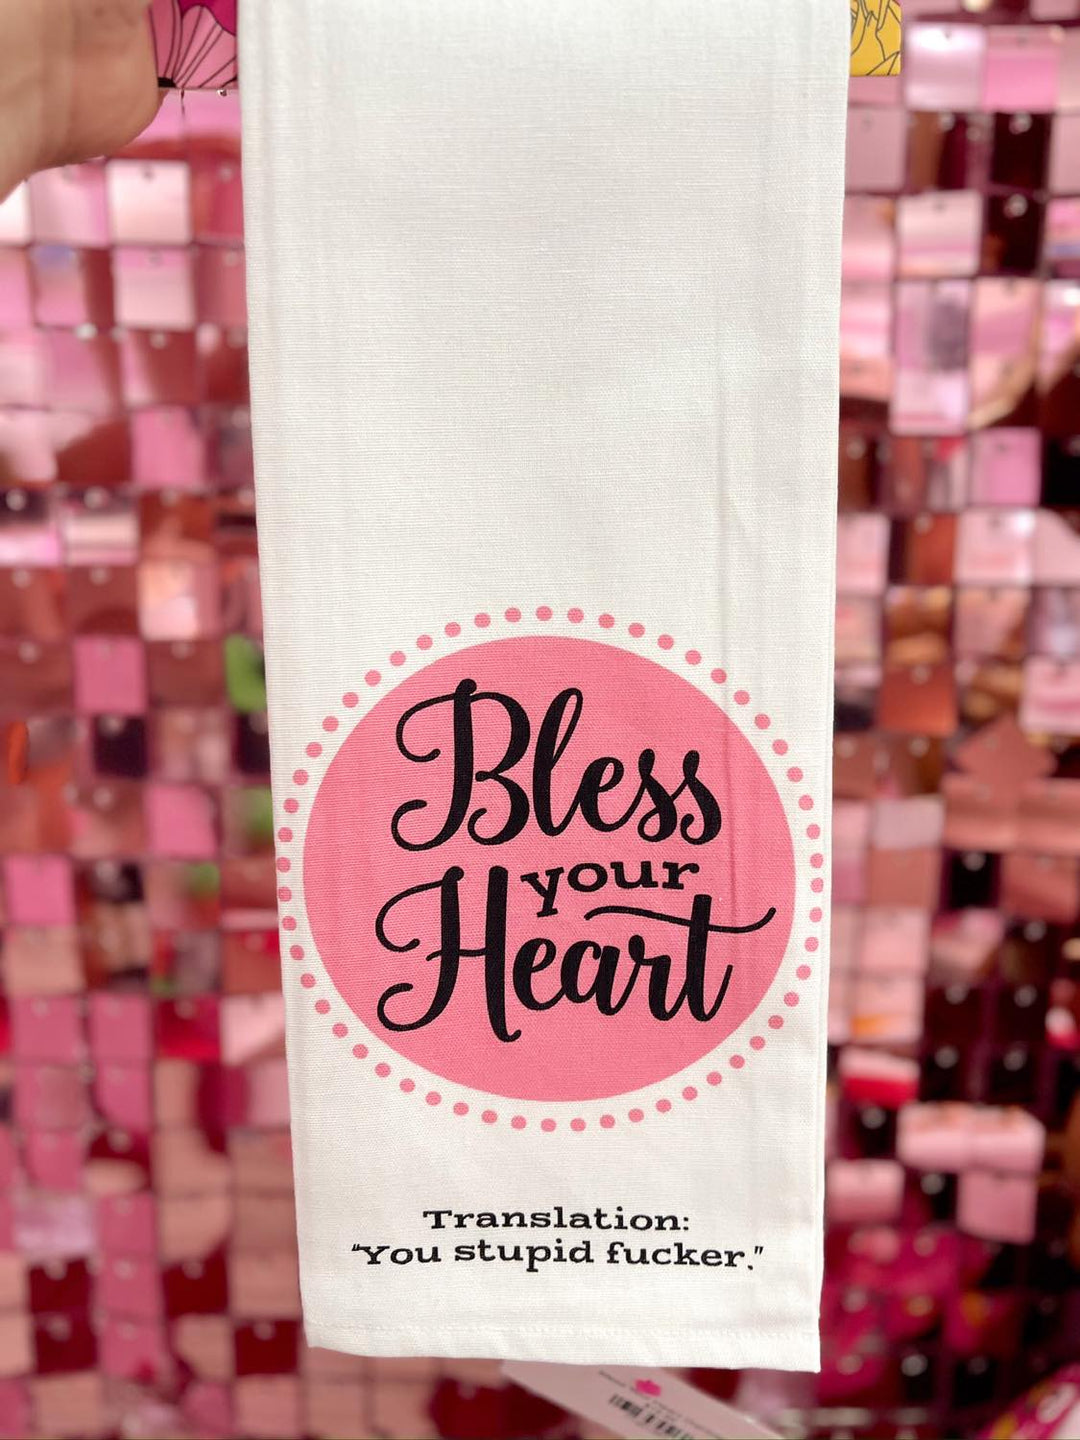 Bless
your
Heart
Translation:
“You stupid fucker.”